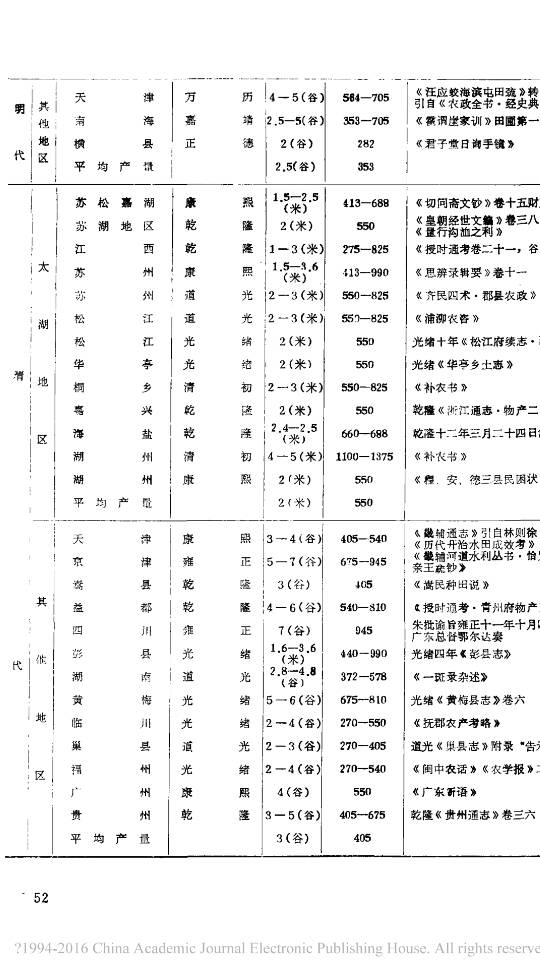 明代 其他地区
天津 万历 4—5(谷) 564—705 《汪应蛟海滨屯田疏》转
引自《农政全书·经史典
南海 嘉靖 2.5—5(谷) 353—705 《霍渭崖家训》田圃第一
横县 正德 2(谷) 282 《君子堂日询手镜》
平均产量 2.5(谷) 353
清代 太湖地区
苏松嘉湖 康熙 1.5—2.5(米) 413—688 《切问斋文钞》卷十五财
苏湖地区 乾隆 2(米) 550 《皇朝经世文编》卷三八
《量行沟洫之利》
江西 乾隆 1—3(米) 275—825 《授时通考卷二十一,谷
苏州 康熙 1.5—3.6(米) 413—990 《思辨录辑要》卷十一
苏州 道光 2—3(米) 550—825 《齐民四术·郡县农政》
松江 道光 2—3(米) 550—825 《浦泖农咨》
松江 光绪 2(米) 550 光绪十年《松江府续志·
华亭 光绪 2(米) 550 光绪《华亭乡土志》
桐乡 清初 2—3(米) 550—825 《补农书》
嘉兴 乾隆 2(米) 550 乾隆《浙江通志·物产二
海盐 乾隆 2.4—2.5(米) 660—688 乾隆十二年三月二十四日
湖州 清初 4—5(米) 1100—1375 《补农书》
湖州 康熙 2(米) 550 《程、安、德三县民困状
平均产量 2(米) 550
其他地区
天津 康熙 3—4(谷) 405—540 《畿辅通志》引自林则徐
《历代开治水田成效考》
京津 雍正 5—7(谷) 675—945 《畿辅河道水利丛书·怡
亲王疏钞》
嵩县 乾隆 3(谷) 405 《嵩民种田说》
益都 乾隆 4—6(谷) 540—810 《授时通考·青州府物产
四川 雍正 7(谷) 945 朱批谕旨雍正十一年十月
广东总督鄂尔达奏
彭县 光绪 1.6—3.6(米) 440—990 光绪四年《彭县志》
湖南 道光 2.8—4.8(谷) 372—578 《一斑录杂述》
黄梅 光绪 5—6(谷) 675—810 光绪《黄梅县志》卷六
临川 光绪 2—4(谷) 270—550 《抚郡农产考略》
巢县 道光 2—3(谷) 270—405 道光《巢县志》附录“告
福州 光绪 2—4(谷) 270—540 《闽中农话》《农学报》
广州 康熙 4(谷) 550 《广东新语》
贵州 乾隆 3—5(谷) 405—675 乾隆《贵州通志》卷三六
平均产量 3(谷) 405
52
?1994-2016 China Academic Journal Electronic Publishing House. All rights reserve